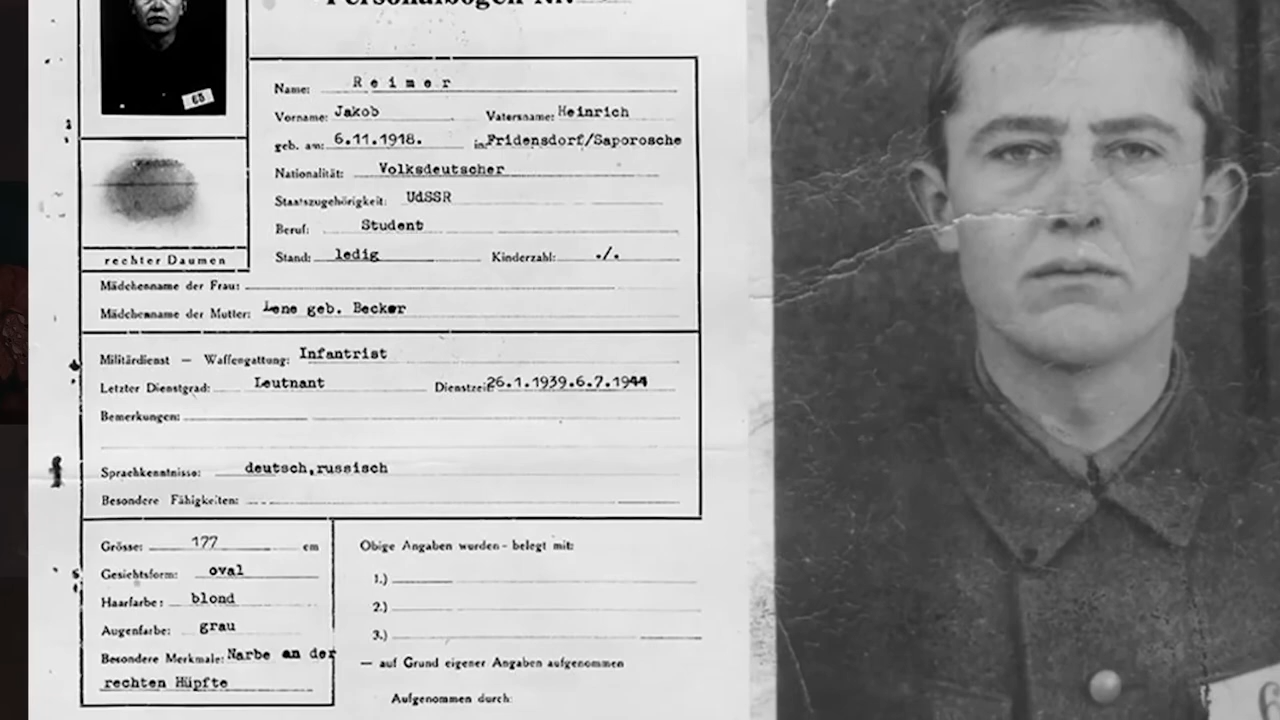 Personalbogen Nr.
65
Name: Reimer
Vorname: Jakob Vatersname: Heinrich
geb. am: 6.11.1918. in: Fridensdorf/Saporosche
Nationalität: Volksdeutscher
Staatszugehörigkeit: UdSSR
Beruf: Student
rechter Daumen
Stand: ledig Kinderzahl: ./.
Mädchenname der Frau:
Mädchenname der Mutter: Lene geb. Becker
Militärdienst — Waffengattung: Infantrist
Letzter Dienstgrad: Leutnant Dienstzeit: 26.1.1939.6.7.1944
Bemerkungen:
Sprachkenntnisse: deutsch,russisch
Besondere Fähigkeiten:
Grösse: 177 cm
Gesichtsform: oval
Haarfarbe: blond
Augenfarbe: grau
Besondere Merkmale: Narbe an der
rechten Hüpfte
Obige Angaben wurden - belegt mit:
1.)
2.)
3.)
— auf Grund eigener Angaben aufgenommen
Aufgenommen durch:
6